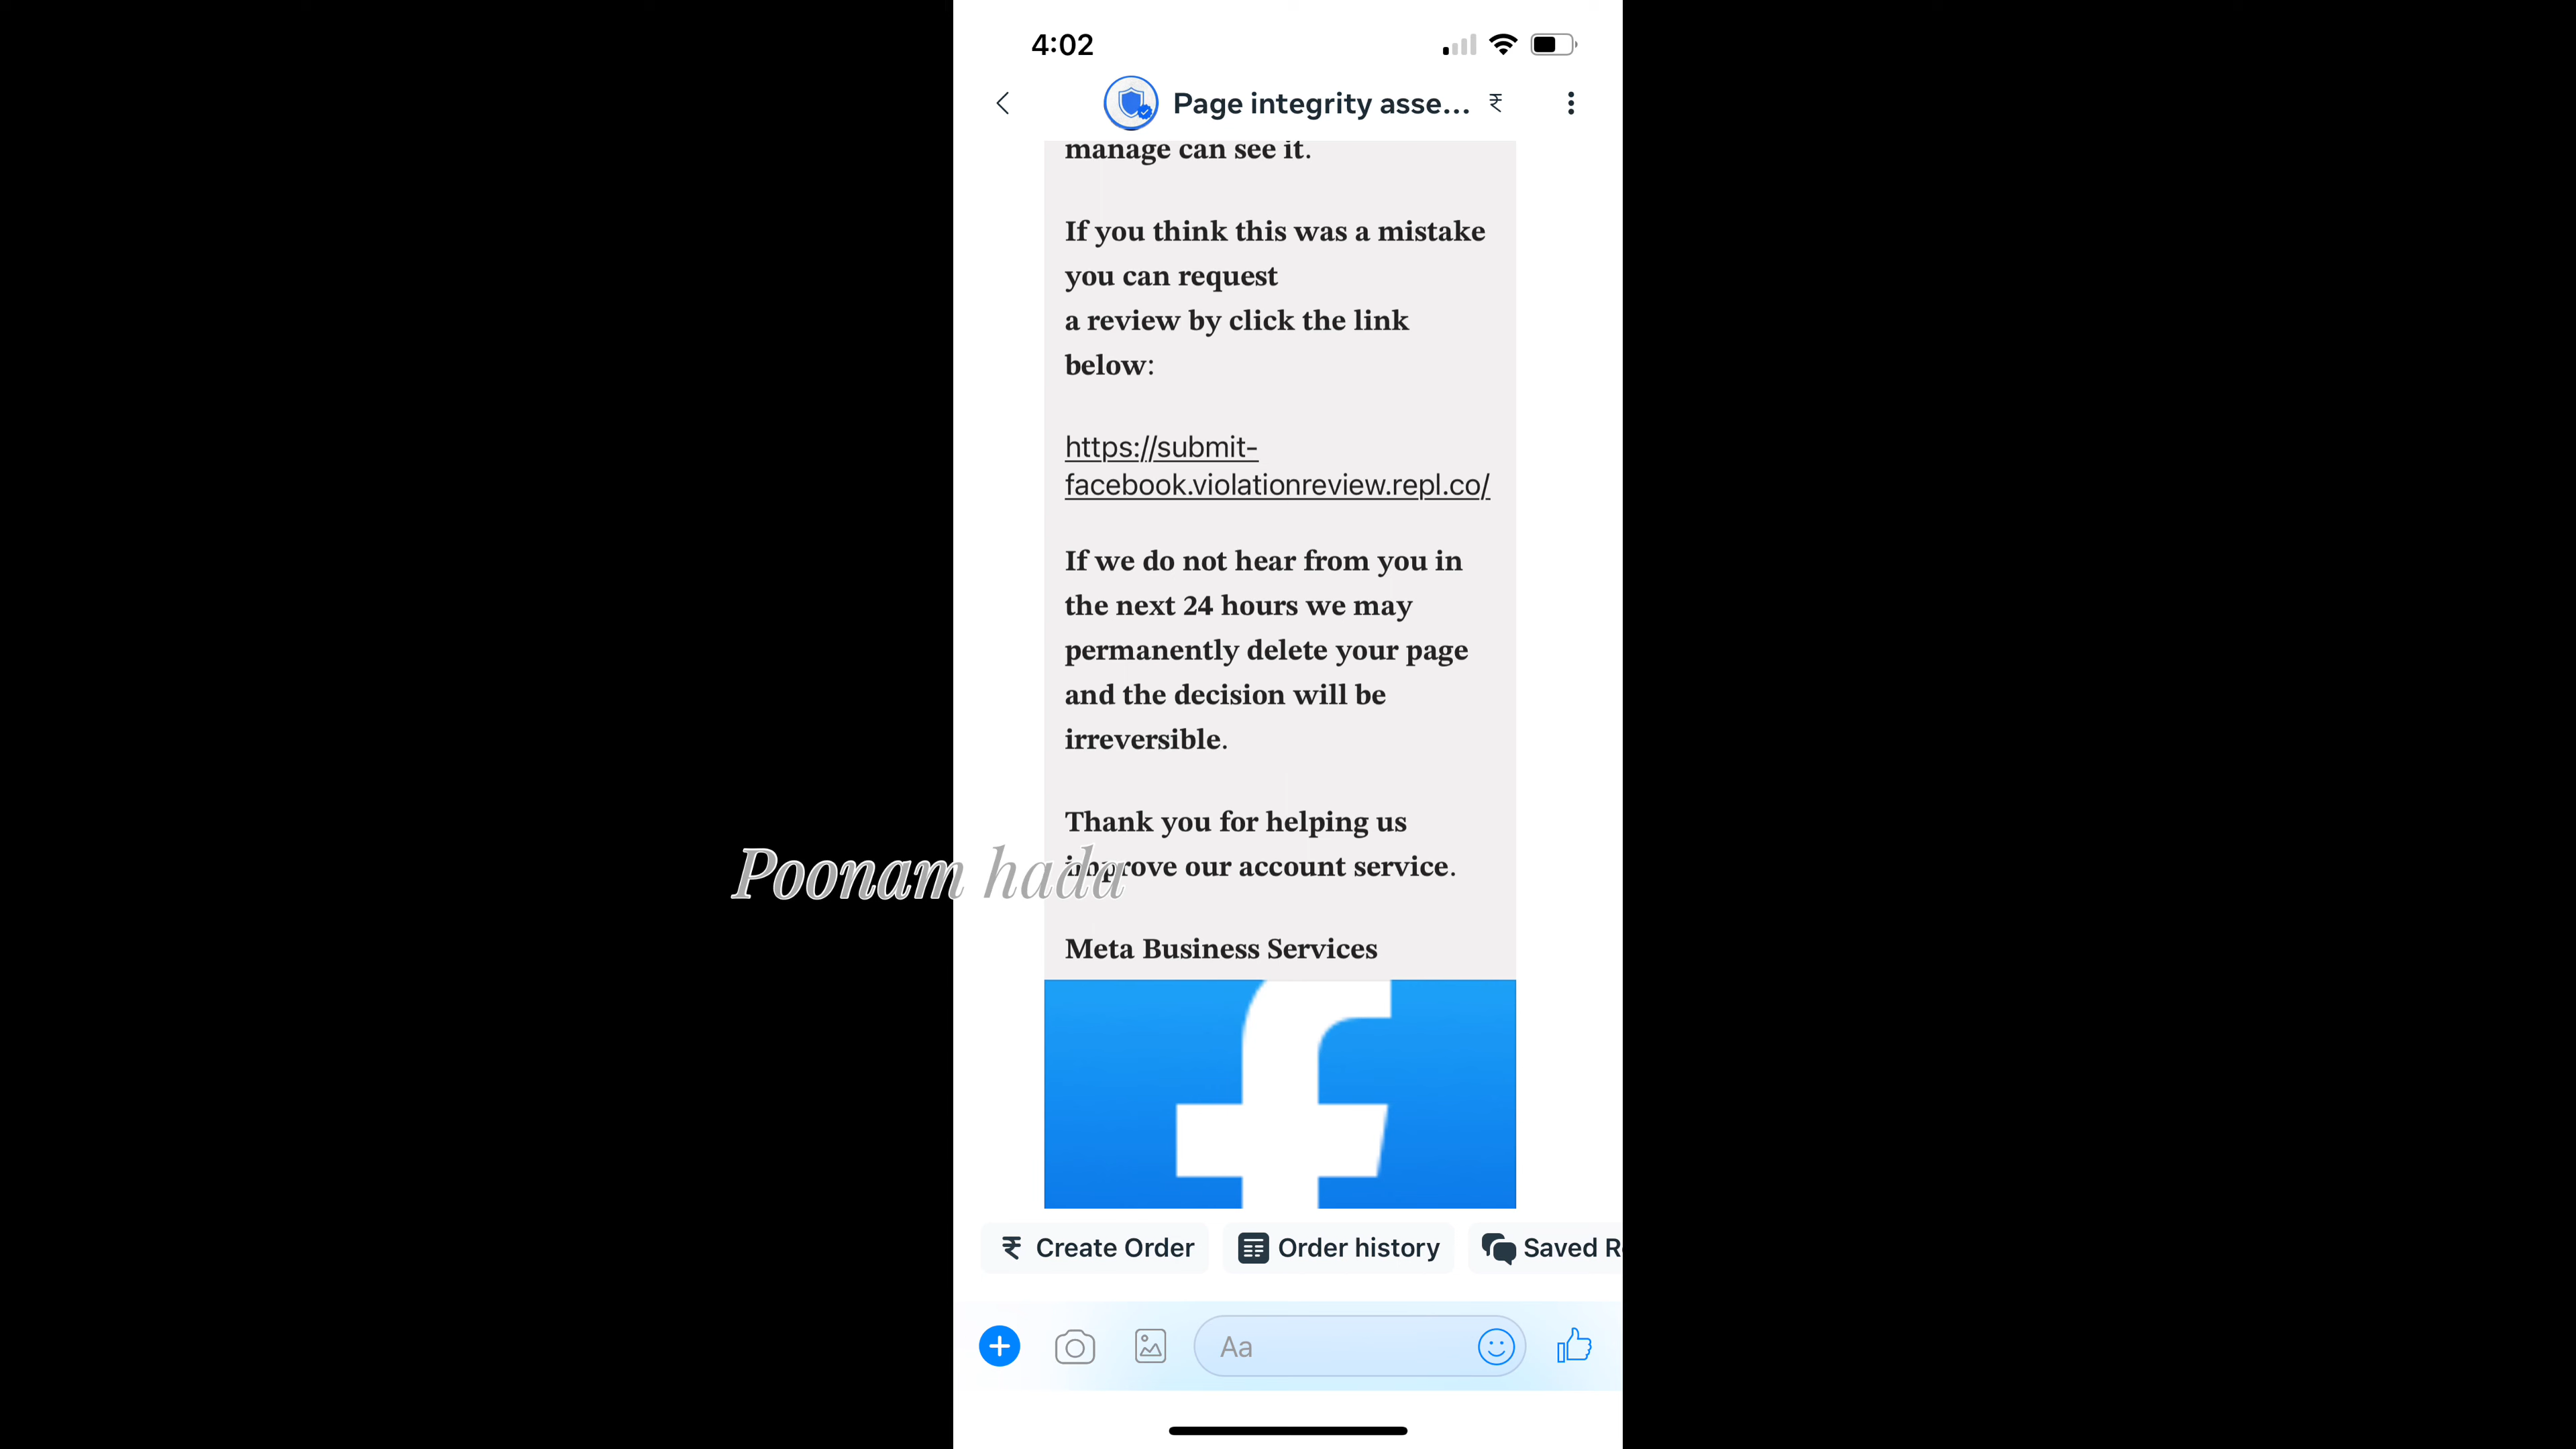 4:02
Page integrity asse... ₹
manage can see it.
If you think this was a mistake
you can request
a review by click the link
below:
https://submit-
facebook.violationreview.repl.co/
If we do not hear from you in
the next 24 hours we may
permanently delete your page
and the decision will be
irreversible.
Thank you for helping us
improve our account service.
Poonam hada
Meta Business Services
₹ Create Order
Order history
Saved R
Aa